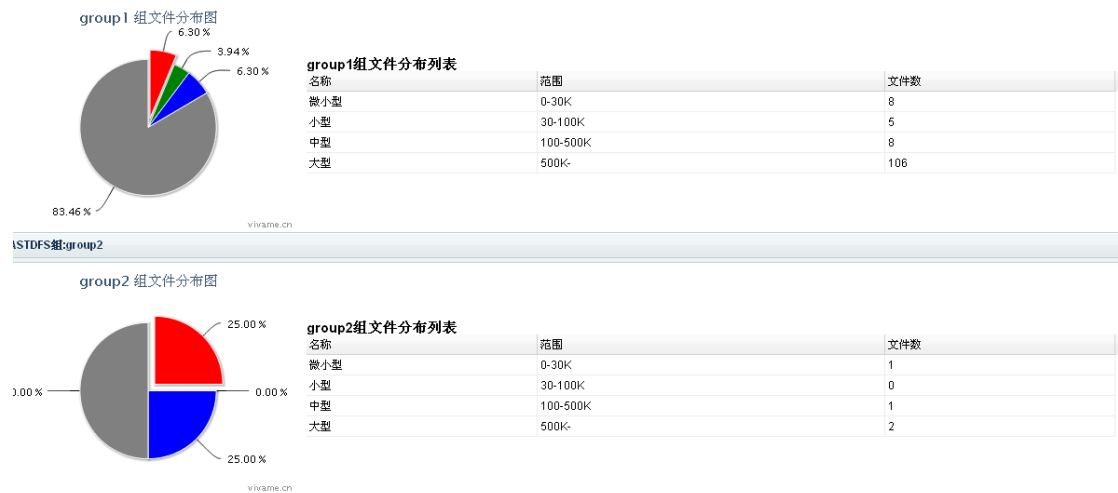 group1 组文件分布图
6.30 %
3.94 %
6.30 %
83.46 %
vivame.cn
group1组文件分布列表
名称 范围 文件数
微小型 0-30K 8
小型 30-100K 5
中型 100-500K 8
大型 500K- 106
STDFS组:group2
group2 组文件分布图
25.00 %
0.00 %
0.00 %
25.00 %
vivame.cn
group2组文件分布列表
名称 范围 文件数
微小型 0-30K 1
小型 30-100K 0
中型 100-500K 1
大型 500K- 2